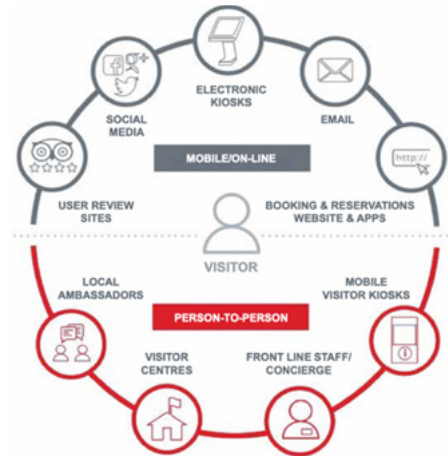 ELECTRONIC
KIOSKS
SOCIAL
MEDIA
EMAIL
MOBILE/ON-LINE
http://
USER REVIEW
SITES
BOOKING & RESERVATIONS
WEBSITE & APPS
VISITOR
LOCAL
AMBASSADORS
MOBILE
VISITOR KIOSKS
PERSON-TO-PERSON
VISITOR
CENTRES
FRONT LINE STAFF/
CONCIERGE